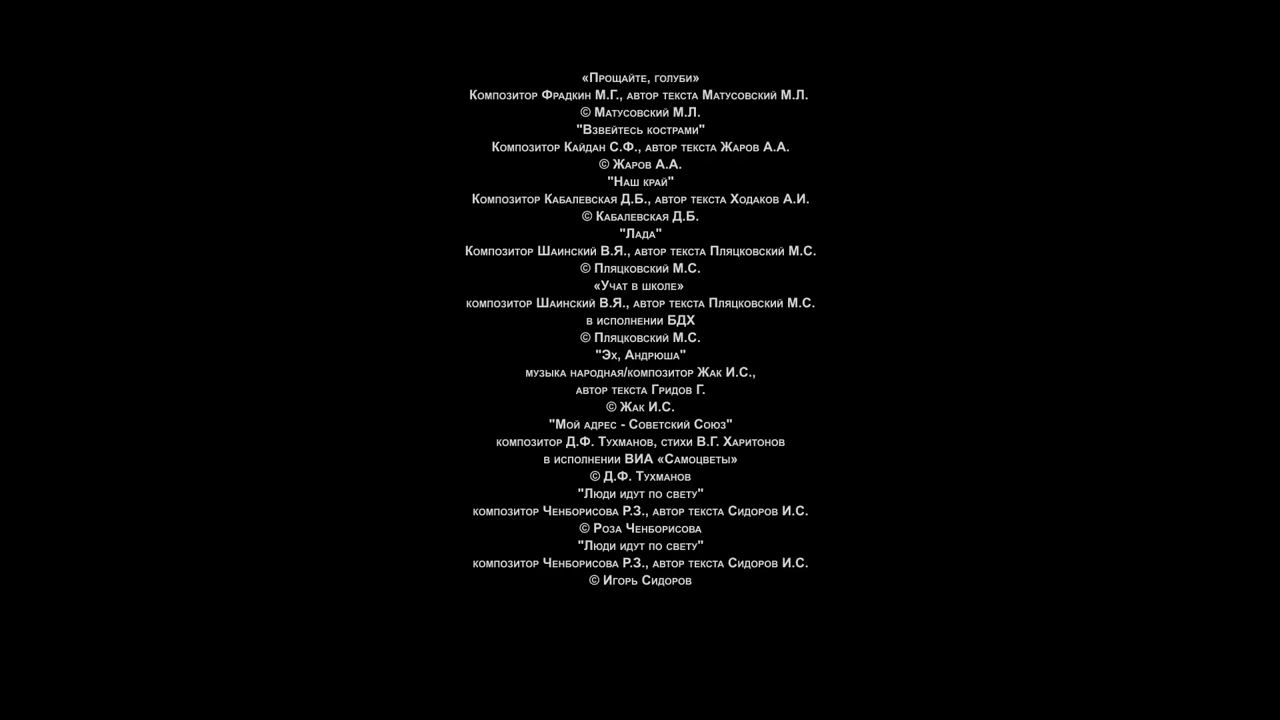 «Прощайте, голуби»
Композитор Фрадкин М.Г., автор текста Матусовский М.Л.
© Матусовский М.Л.
"Взвейтесь кострами"
Композитор Кайдан С.Ф., автор текста Жаров А.А.
© Жаров А.А.
"Наш край"
Композитор Кабалевская Д.Б., автор текста Ходаков А.И.
© Кабалевская Д.Б.
"Лада"
Композитор Шаинский В.Я., автор текста Пляцковский М.С.
© Пляцковский М.С.
«Учат в школе»
композитор Шаинский В.Я., автор текста Пляцковский М.С.
в исполнении БДХ
© Пляцковский М.С.
"Эх, Андрюша"
музыка народная/композитор Жак И.С.,
автор текста Гридов Г.
© Жак И.С.
"Мой адрес - Советский Союз"
композитор Д.Ф. Тухманов, стихи В.Г. Харитонов
в исполнении ВИА «Самоцветы»
© Д.Ф. Тухманов
"Люди идут по свету"
композитор Ченборисова Р.З., автор текста Сидоров И.С.
© Роза Ченборисова
"Люди идут по свету"
композитор Ченборисова Р.З., автор текста Сидоров И.С.
© Игорь Сидоров